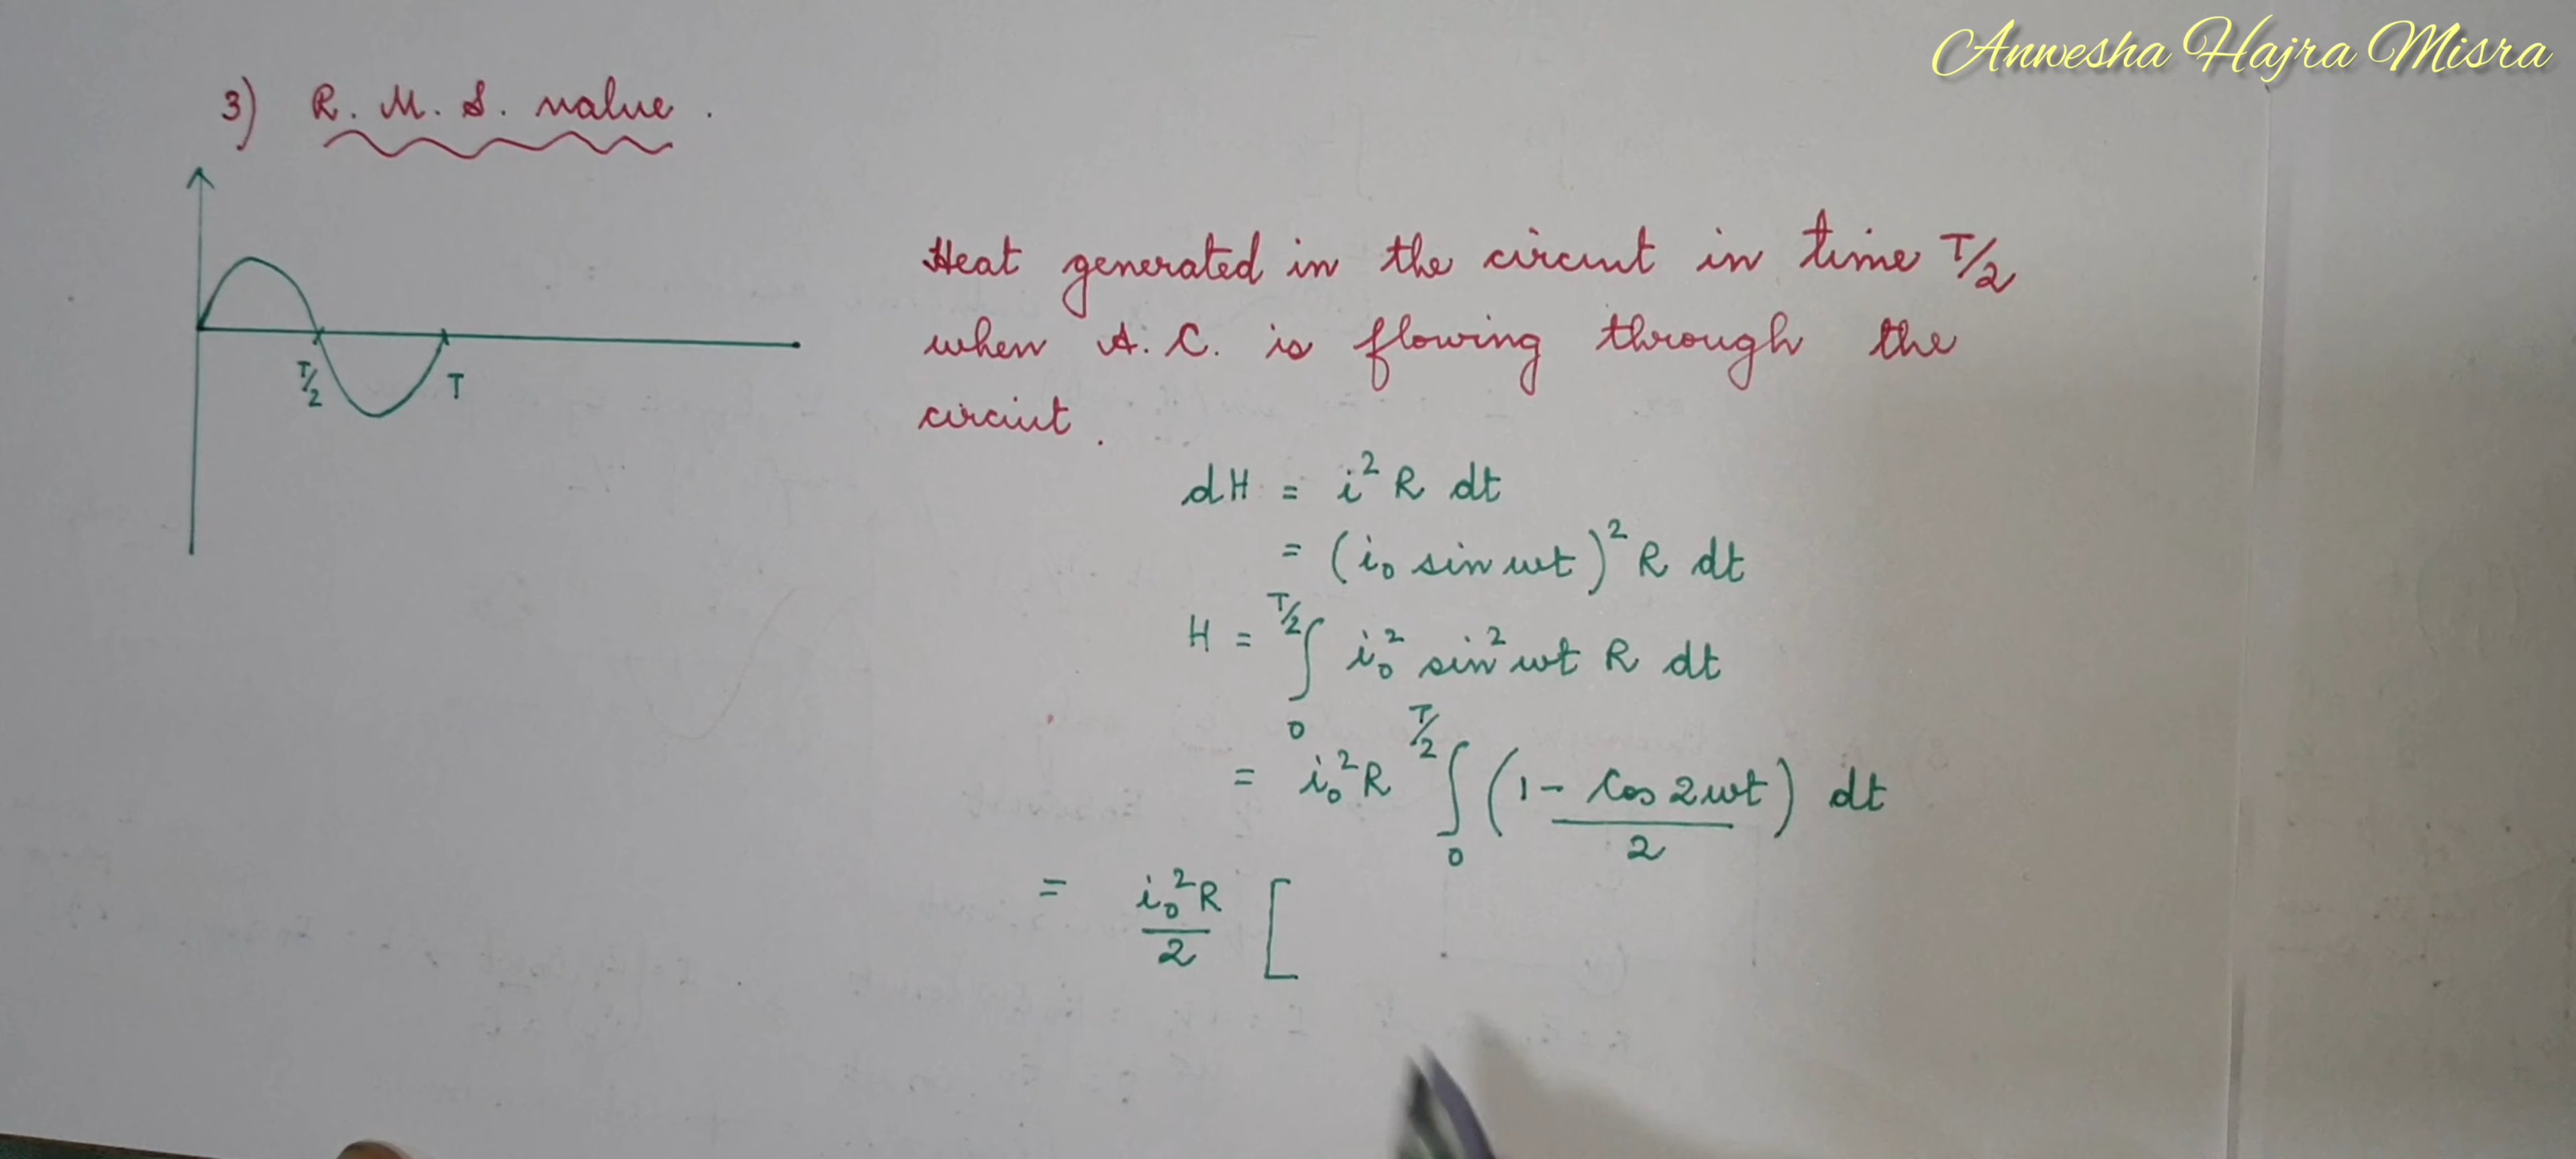 Anwesha Hajra Misra
3) R. M. S. value.
T/2
T
Heat generated in the circuit in time T/2
when A. C. is flowing through the
circuit.
dH = i² R dt
= (i₀ sin ωt)² R dt
H = ∫₀^{T/2} i₀² sin² ωt R dt
= i₀² R ∫₀^{T/2} (1 - Cos 2ωt / 2) dt
= i₀² R / 2 [